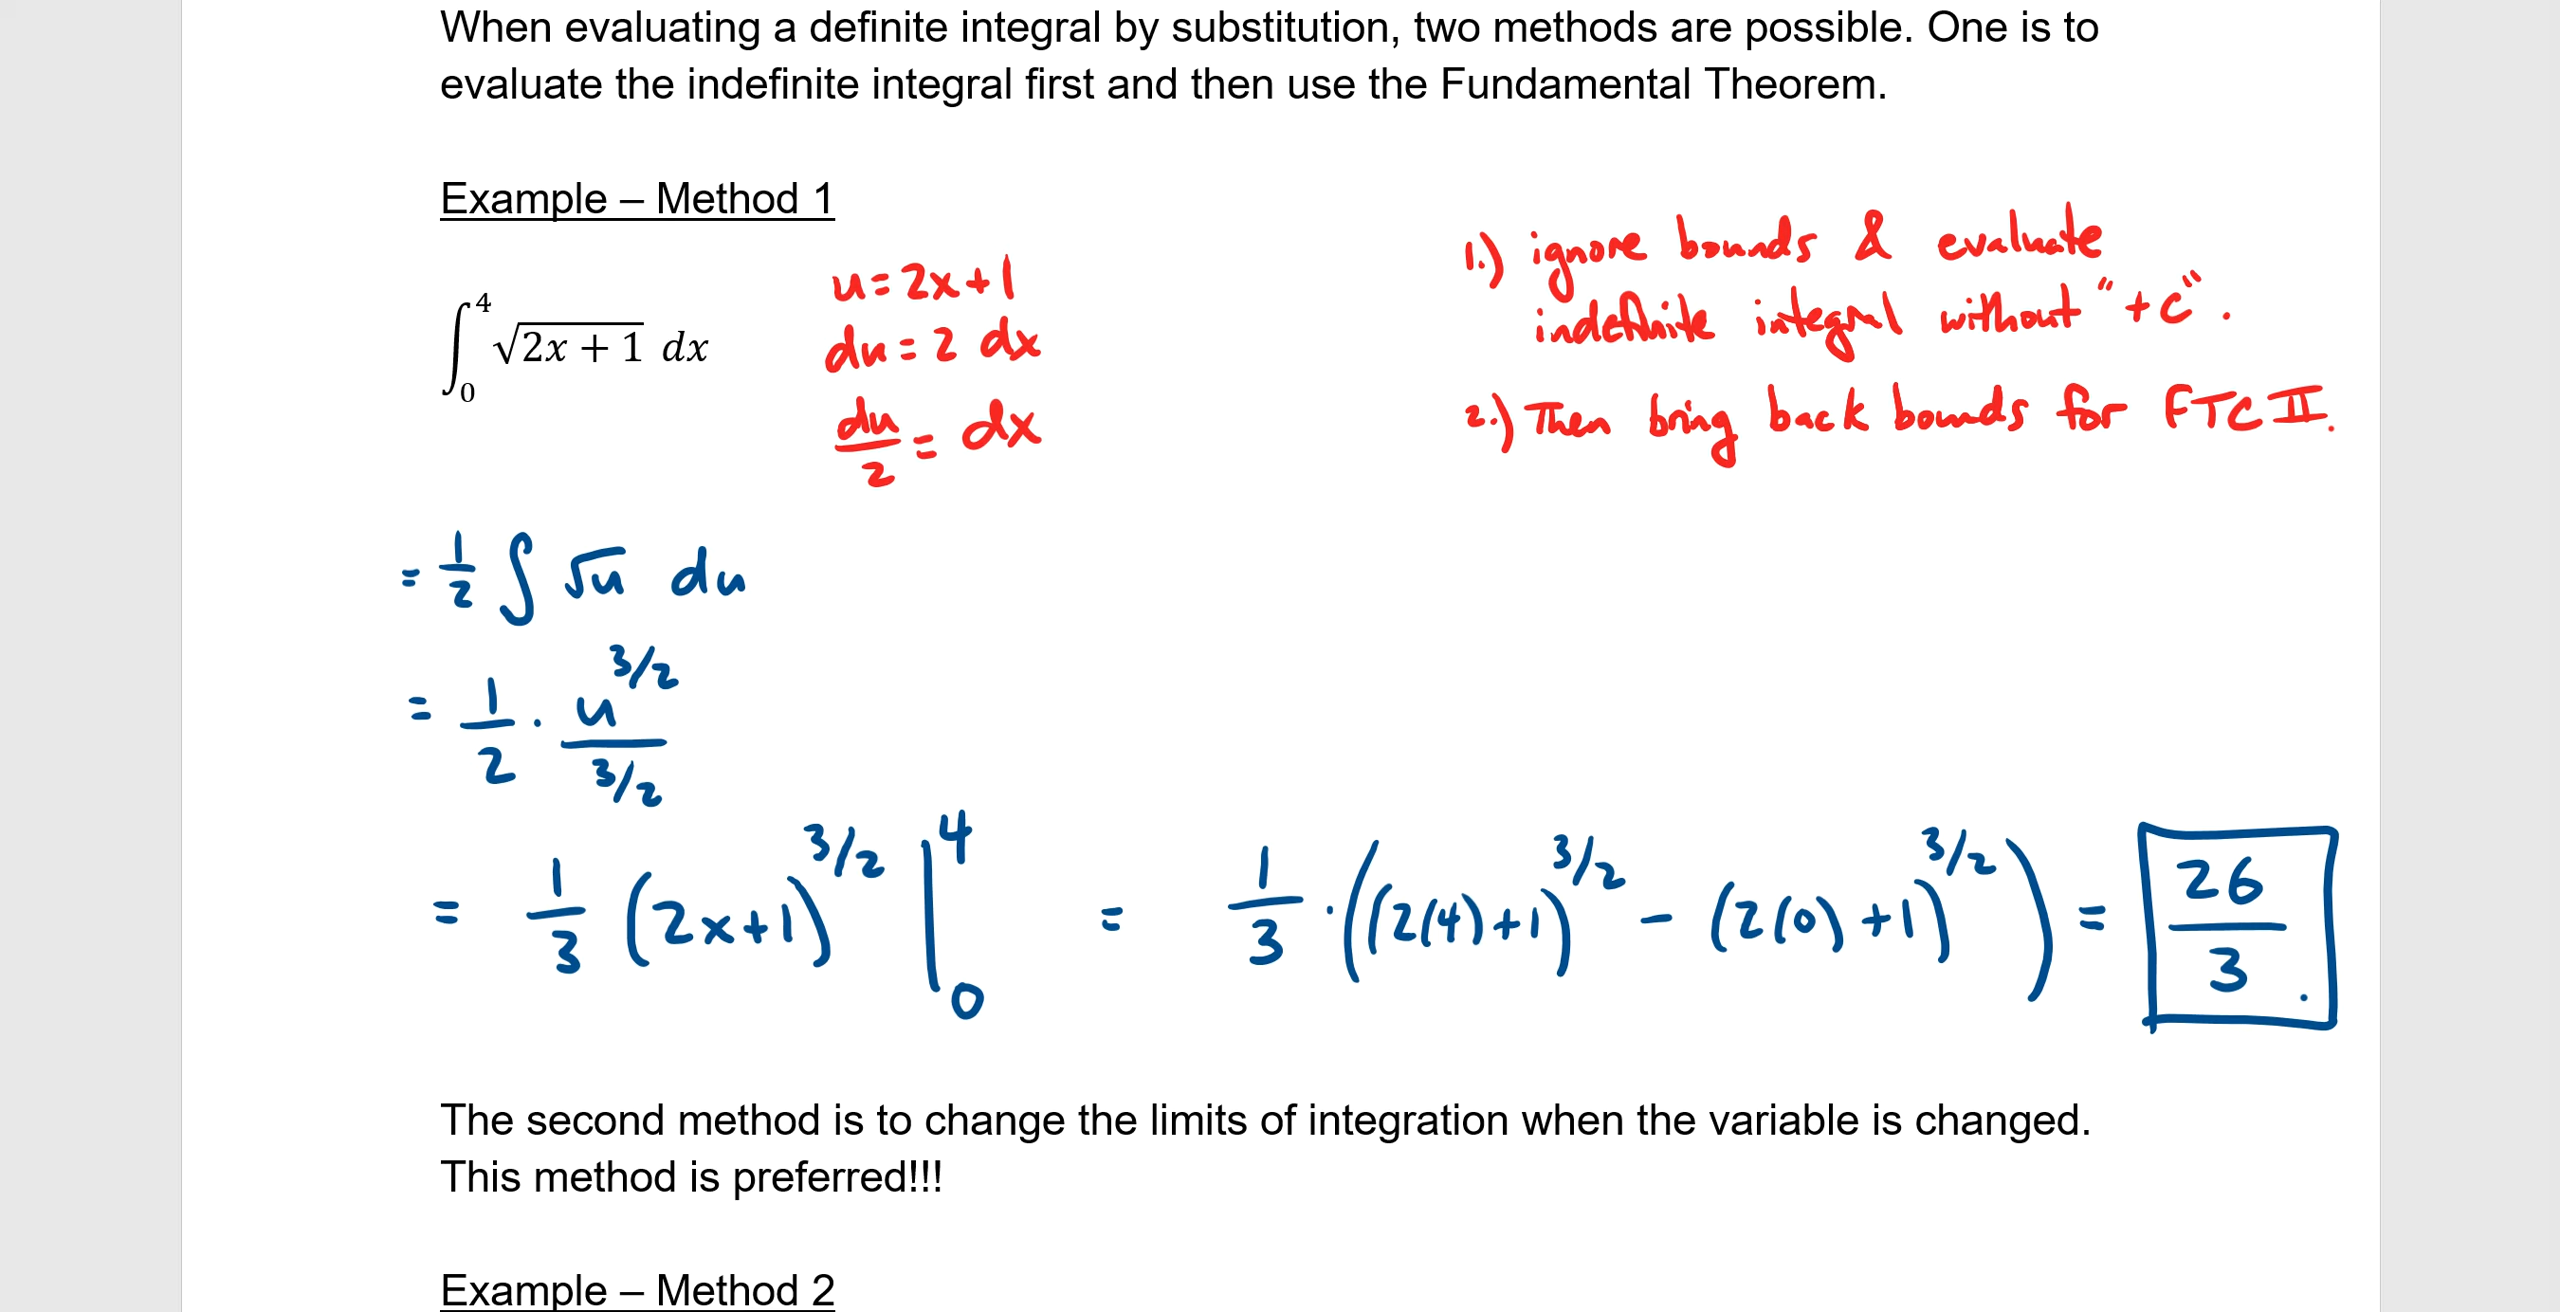 When evaluating a definite integral by substitution, two methods are possible. One is to
evaluate the indefinite integral first and then use the Fundamental Theorem.
Example – Method 1
∫₀⁴ √(2x + 1) dx
u = 2x + 1
du = 2 dx
du/2 = dx
1.) ignore bounds & evaluate
indefinite integral without "+C".
2.) Then bring back bounds for FTC II.
= 1/2 ∫ √u du
= 1/2 · u^(3/2) / (3/2)
= 1/3 (2x+1)^(3/2) |₀⁴ = 1/3 · ((2(4)+1)^(3/2) − (2(0)+1)^(3/2)) = 26/3.
The second method is to change the limits of integration when the variable is changed.
This method is preferred!!!
Example – Method 2